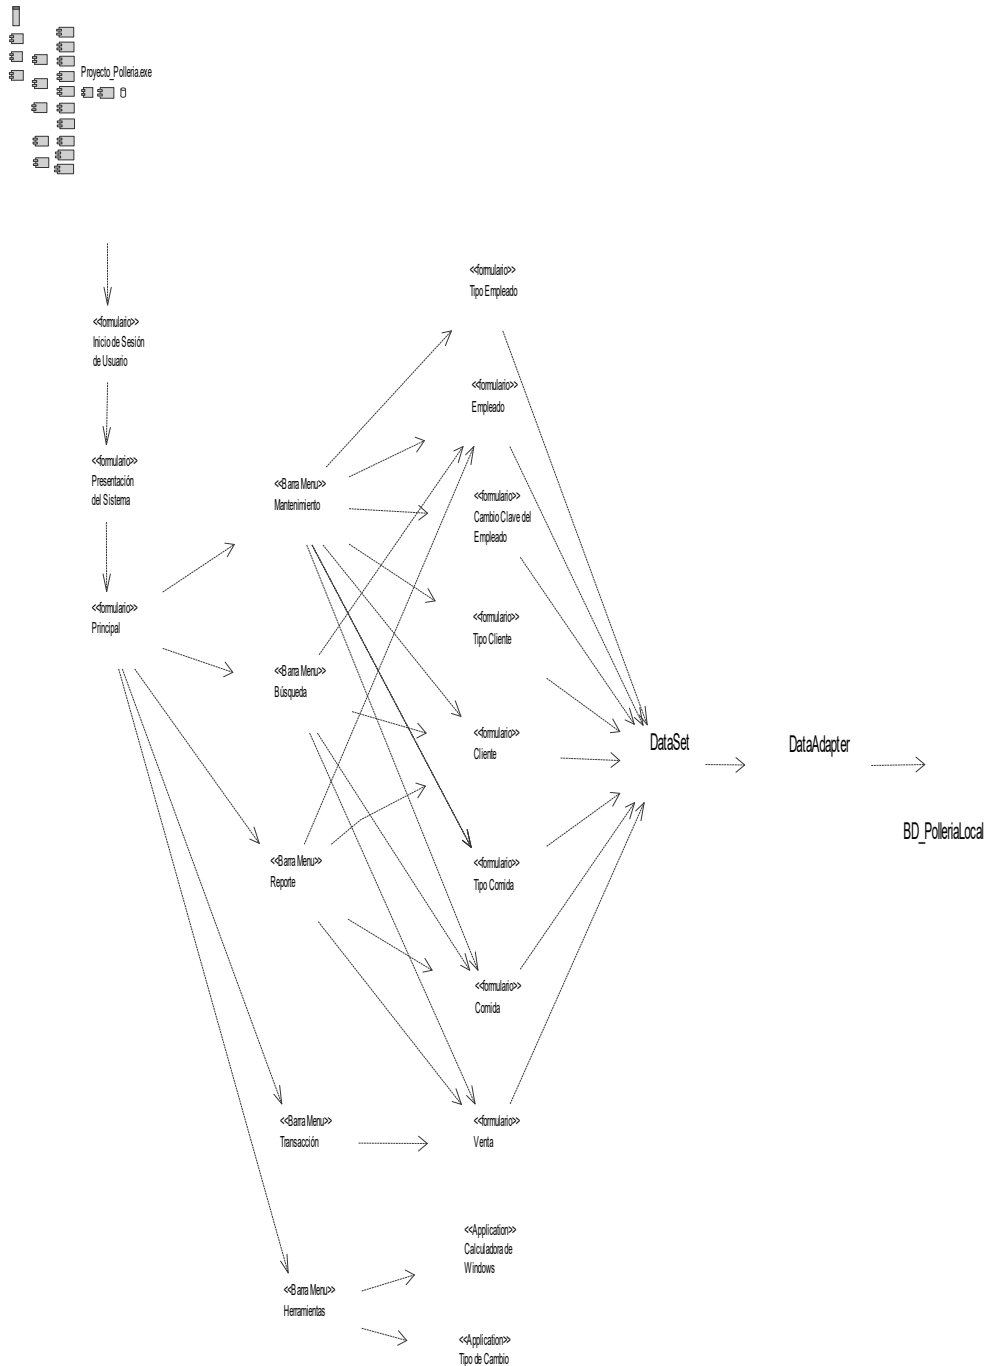 Proyecto_Polleria.exe
<<formulario>>
Tipo Empleado
<<formulario>>
Inicio de Sesión
de Usuario
<<formulario>>
Empleado
<<formulario>>
Presentación
del Sistema
<<Barra Menu>>
Mantenimiento
<<formulario>>
Cambio Clave del
Empleado
<<formulario>>
Principal
<<formulario>>
Tipo Cliente
<<Barra Menu>>
Búsqueda
<<formulario>>
Cliente
DataSet
DataAdapter
BD_PolleriaLocal
<<Barra Menu>>
Reporte
<<formulario>>
Tipo Comida
<<formulario>>
Comida
<<Barra Menu>>
Transacción
<<formulario>>
Venta
<<Application>>
Calculadora de
Windows
<<Barra Menu>>
Herramientas
<<Application>>
Tipo de Cambio